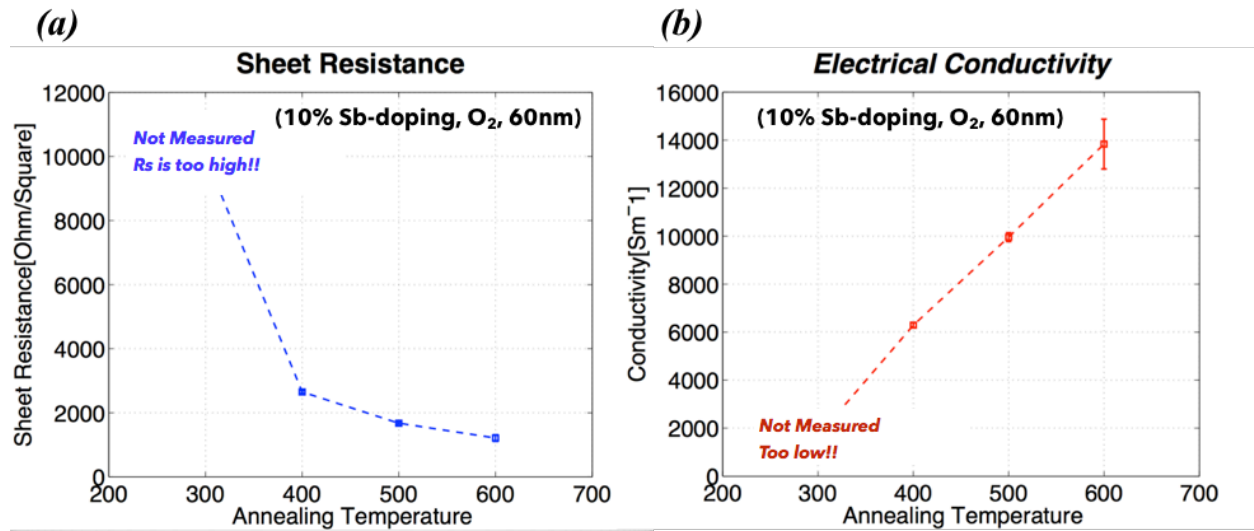 (a)
Sheet Resistance
12000
10000
8000
6000
4000
2000
0
Sheet Resistance[Ohm/Square]
(10% Sb-doping, O₂, 60nm)
Not Measured
Rs is too high!!
200 300 400 500 600 700
Annealing Temperature
(b)
Electrical Conductivity
16000
14000
12000
10000
8000
6000
4000
2000
0
Conductivity[Sm⁻1]
(10% Sb-doping, O₂, 60nm)
Not Measured
Too low!!
200 300 400 500 600 700
Annealing Temperature